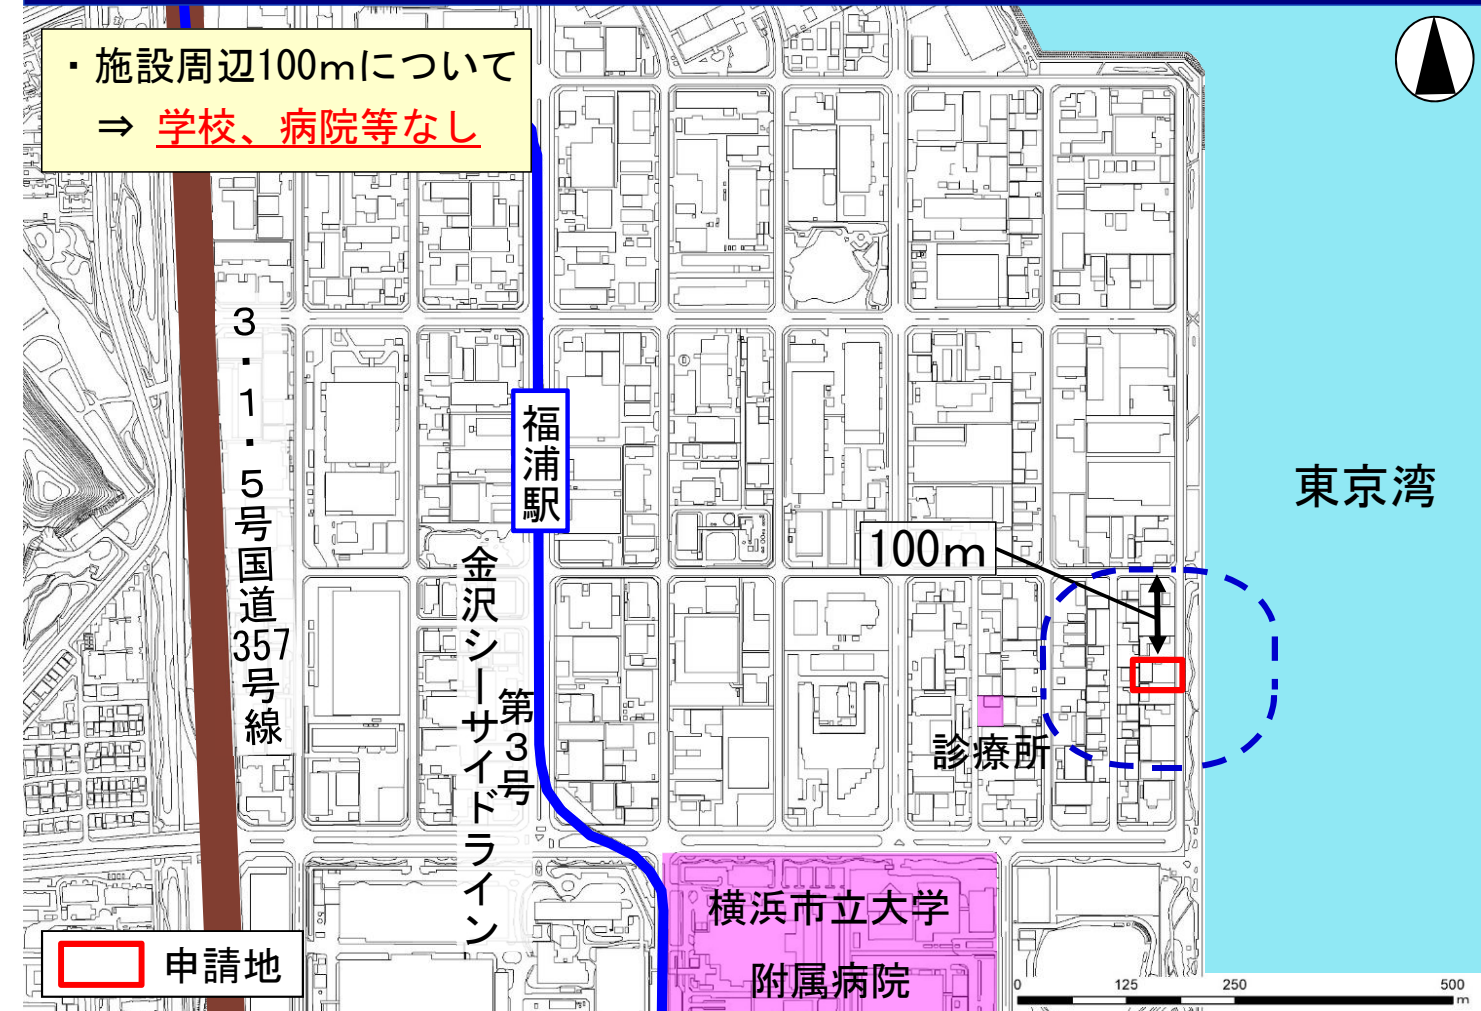 ・施設周辺100mについて
⇒ 学校、病院等なし
3・1・5号国道357号線
福浦駅
金沢シーサイドライン
第3号
東京湾
100m
診療所
横浜市立大学
附属病院
申請地
0 125 250 500
m